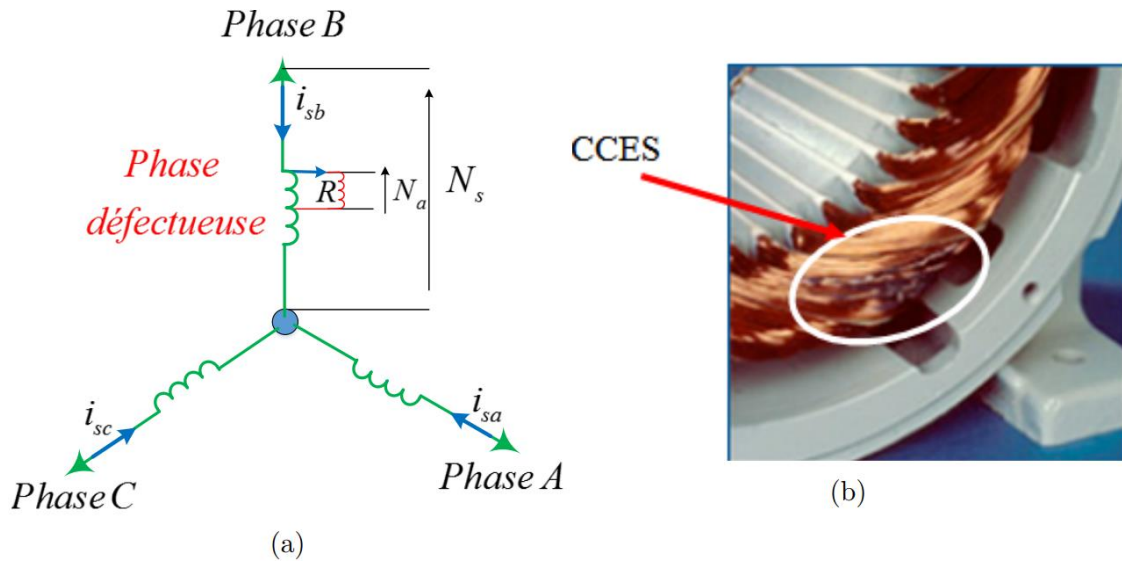 Phase B
i_sb
Phase
défectueuse
R
N_a
N_s
i_sc
i_sa
Phase C
Phase A
(a)
CCES
(b)